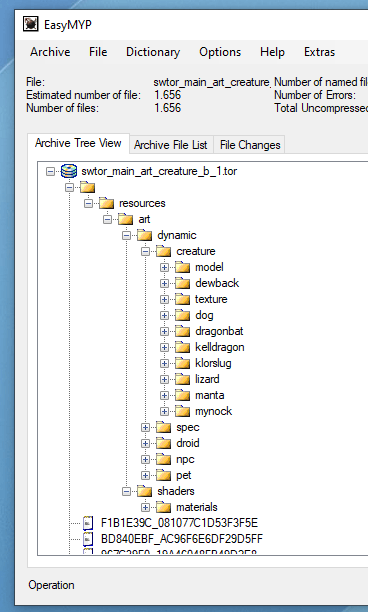 EasyMYP
Archive File Dictionary Options Help Extras
File: swtor_main_art_creature_ Number of named fil
Estimated number of file: 1.656 Number of Errors:
Number of files: 1.656 Total Uncompressed
Archive Tree View Archive File List File Changes
swtor_main_art_creature_b_1.tor
resources
art
dynamic
creature
model
dewback
texture
dog
dragonbat
kelldragon
klorslug
lizard
manta
mynock
spec
droid
npc
pet
shaders
materials
F1B1E39C_081077C1D53F3F5E
BD840EBF_AC96F6E6DF29D5FF
Operation